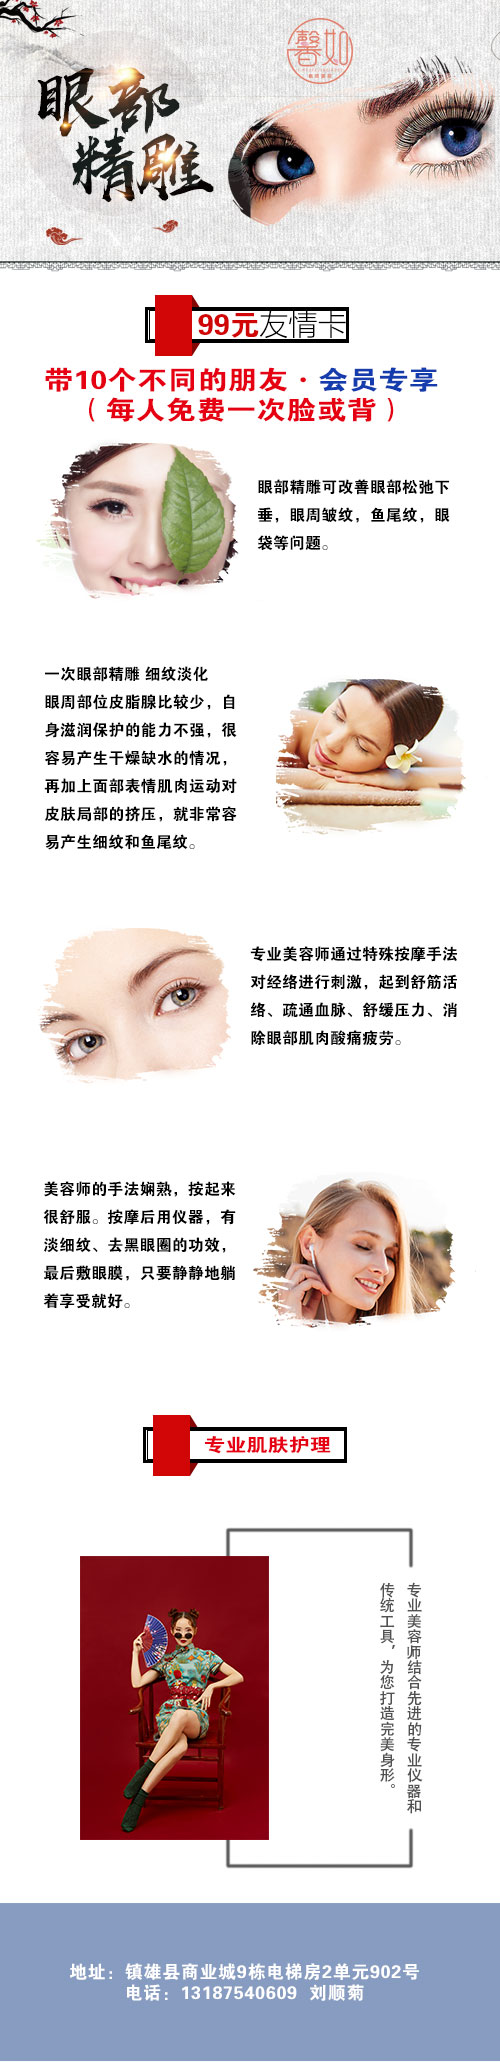 馨如
眼部
精雕
99元友情卡
带10个不同的朋友·会员专享
（每人免费一次脸或背）
眼部精雕可改善眼部松弛下
垂，眼周皱纹，鱼尾纹，眼
袋等问题。
一次眼部精雕 细纹淡化
眼周部位皮脂腺比较少，自
身滋润保护的能力不强，很
容易产生干燥缺水的情况，
再加上面部表情肌肉运动对
皮肤局部的挤压，就非常容
易产生细纹和鱼尾纹。
专业美容师通过特殊按摩手法
对经络进行刺激，起到舒筋活
络、疏通血脉、舒缓压力、消
除眼部肌肉酸痛疲劳。
美容师的手法娴熟，按起来
很舒服。按摩后用仪器，有
淡细纹、去黑眼圈的功效，
最后敷眼膜，只要静静地躺
着享受就好。
专业肌肤护理
专业美容师结合先进的专业仪器和
传统工具，为您打造完美身形。
地址：镇雄县商业城9栋电梯房2单元902号
电话：13187540609 刘顺菊